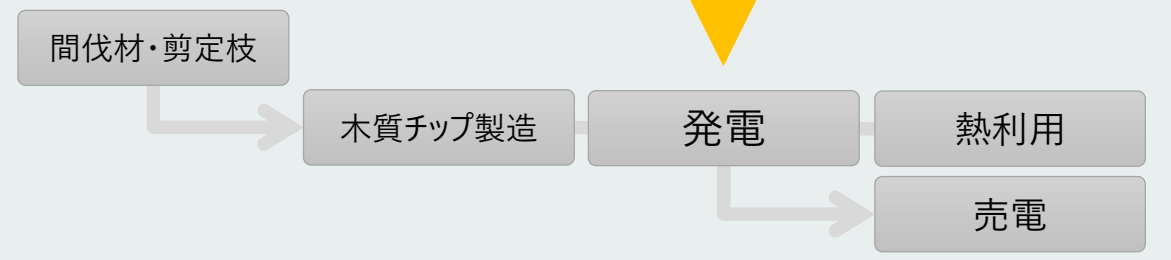 間伐材・剪定枝
木質チップ製造
発電
熱利用
売電